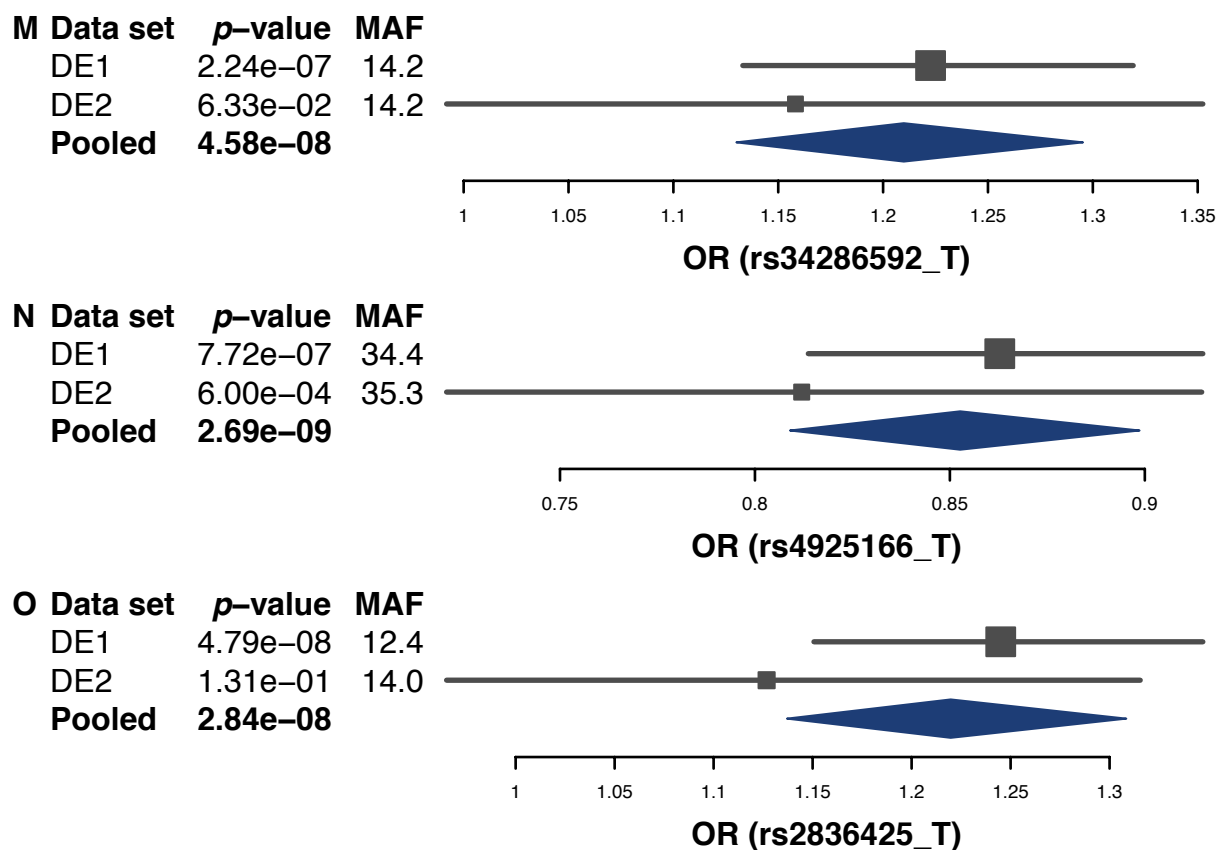 M Data set p–value MAF
DE1 2.24e−07 14.2
DE2 6.33e−02 14.2
Pooled 4.58e−08
1 1.05 1.1 1.15 1.2 1.25 1.3 1.35
OR (rs34286592_T)
N Data set p–value MAF
DE1 7.72e−07 34.4
DE2 6.00e−04 35.3
Pooled 2.69e−09
0.75 0.8 0.85 0.9
OR (rs4925166_T)
O Data set p–value MAF
DE1 4.79e−08 12.4
DE2 1.31e−01 14.0
Pooled 2.84e−08
1 1.05 1.1 1.15 1.2 1.25 1.3
OR (rs2836425_T)